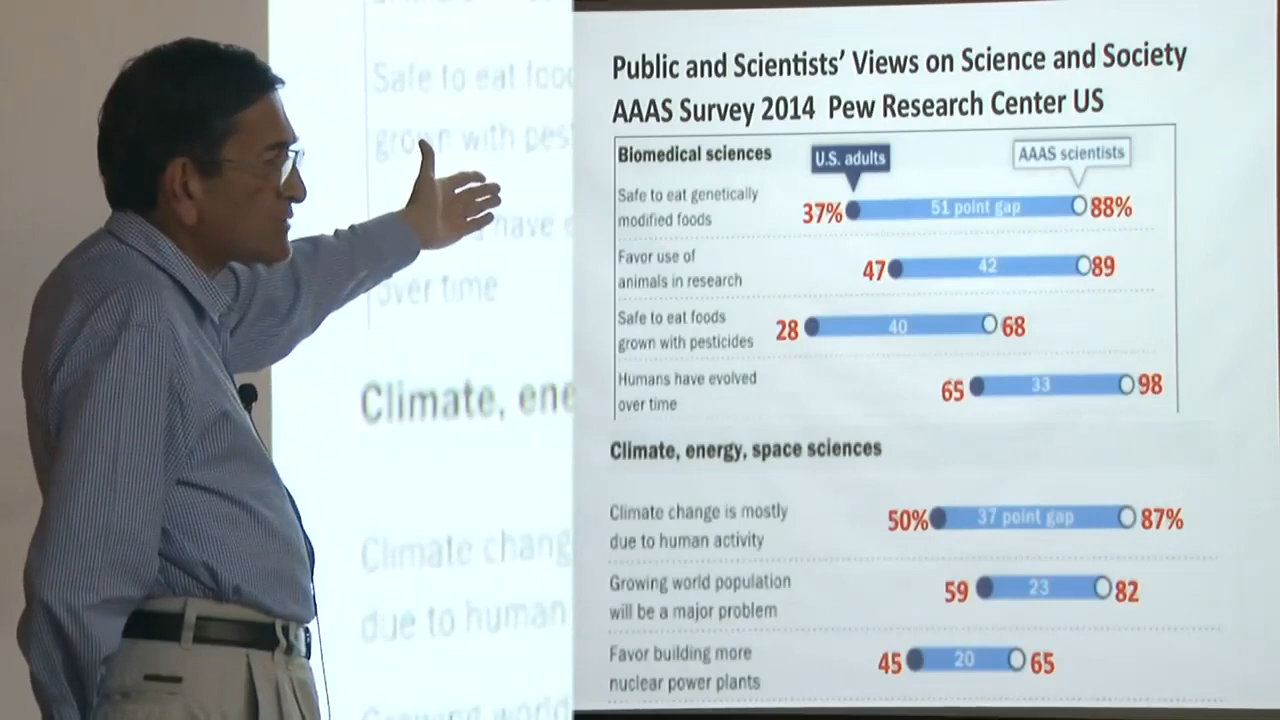 Safe to eat foo
grown with pes
have
over time
Climate, ene
Climate chang
due to human
Growing world
Public and Scientists' Views on Science and Society
AAAS Survey 2014 Pew Research Center US
Biomedical sciences
U.S. adults
AAAS scientists
Safe to eat genetically
modified foods
37% 51 point gap 88%
Favor use of
animals in research
47 42 89
Safe to eat foods
grown with pesticides
28 40 68
Humans have evolved
over time
65 33 98
Climate, energy, space sciences
Climate change is mostly
due to human activity
50% 37 point gap 87%
Growing world population
will be a major problem
59 23 82
Favor building more
nuclear power plants
45 20 65